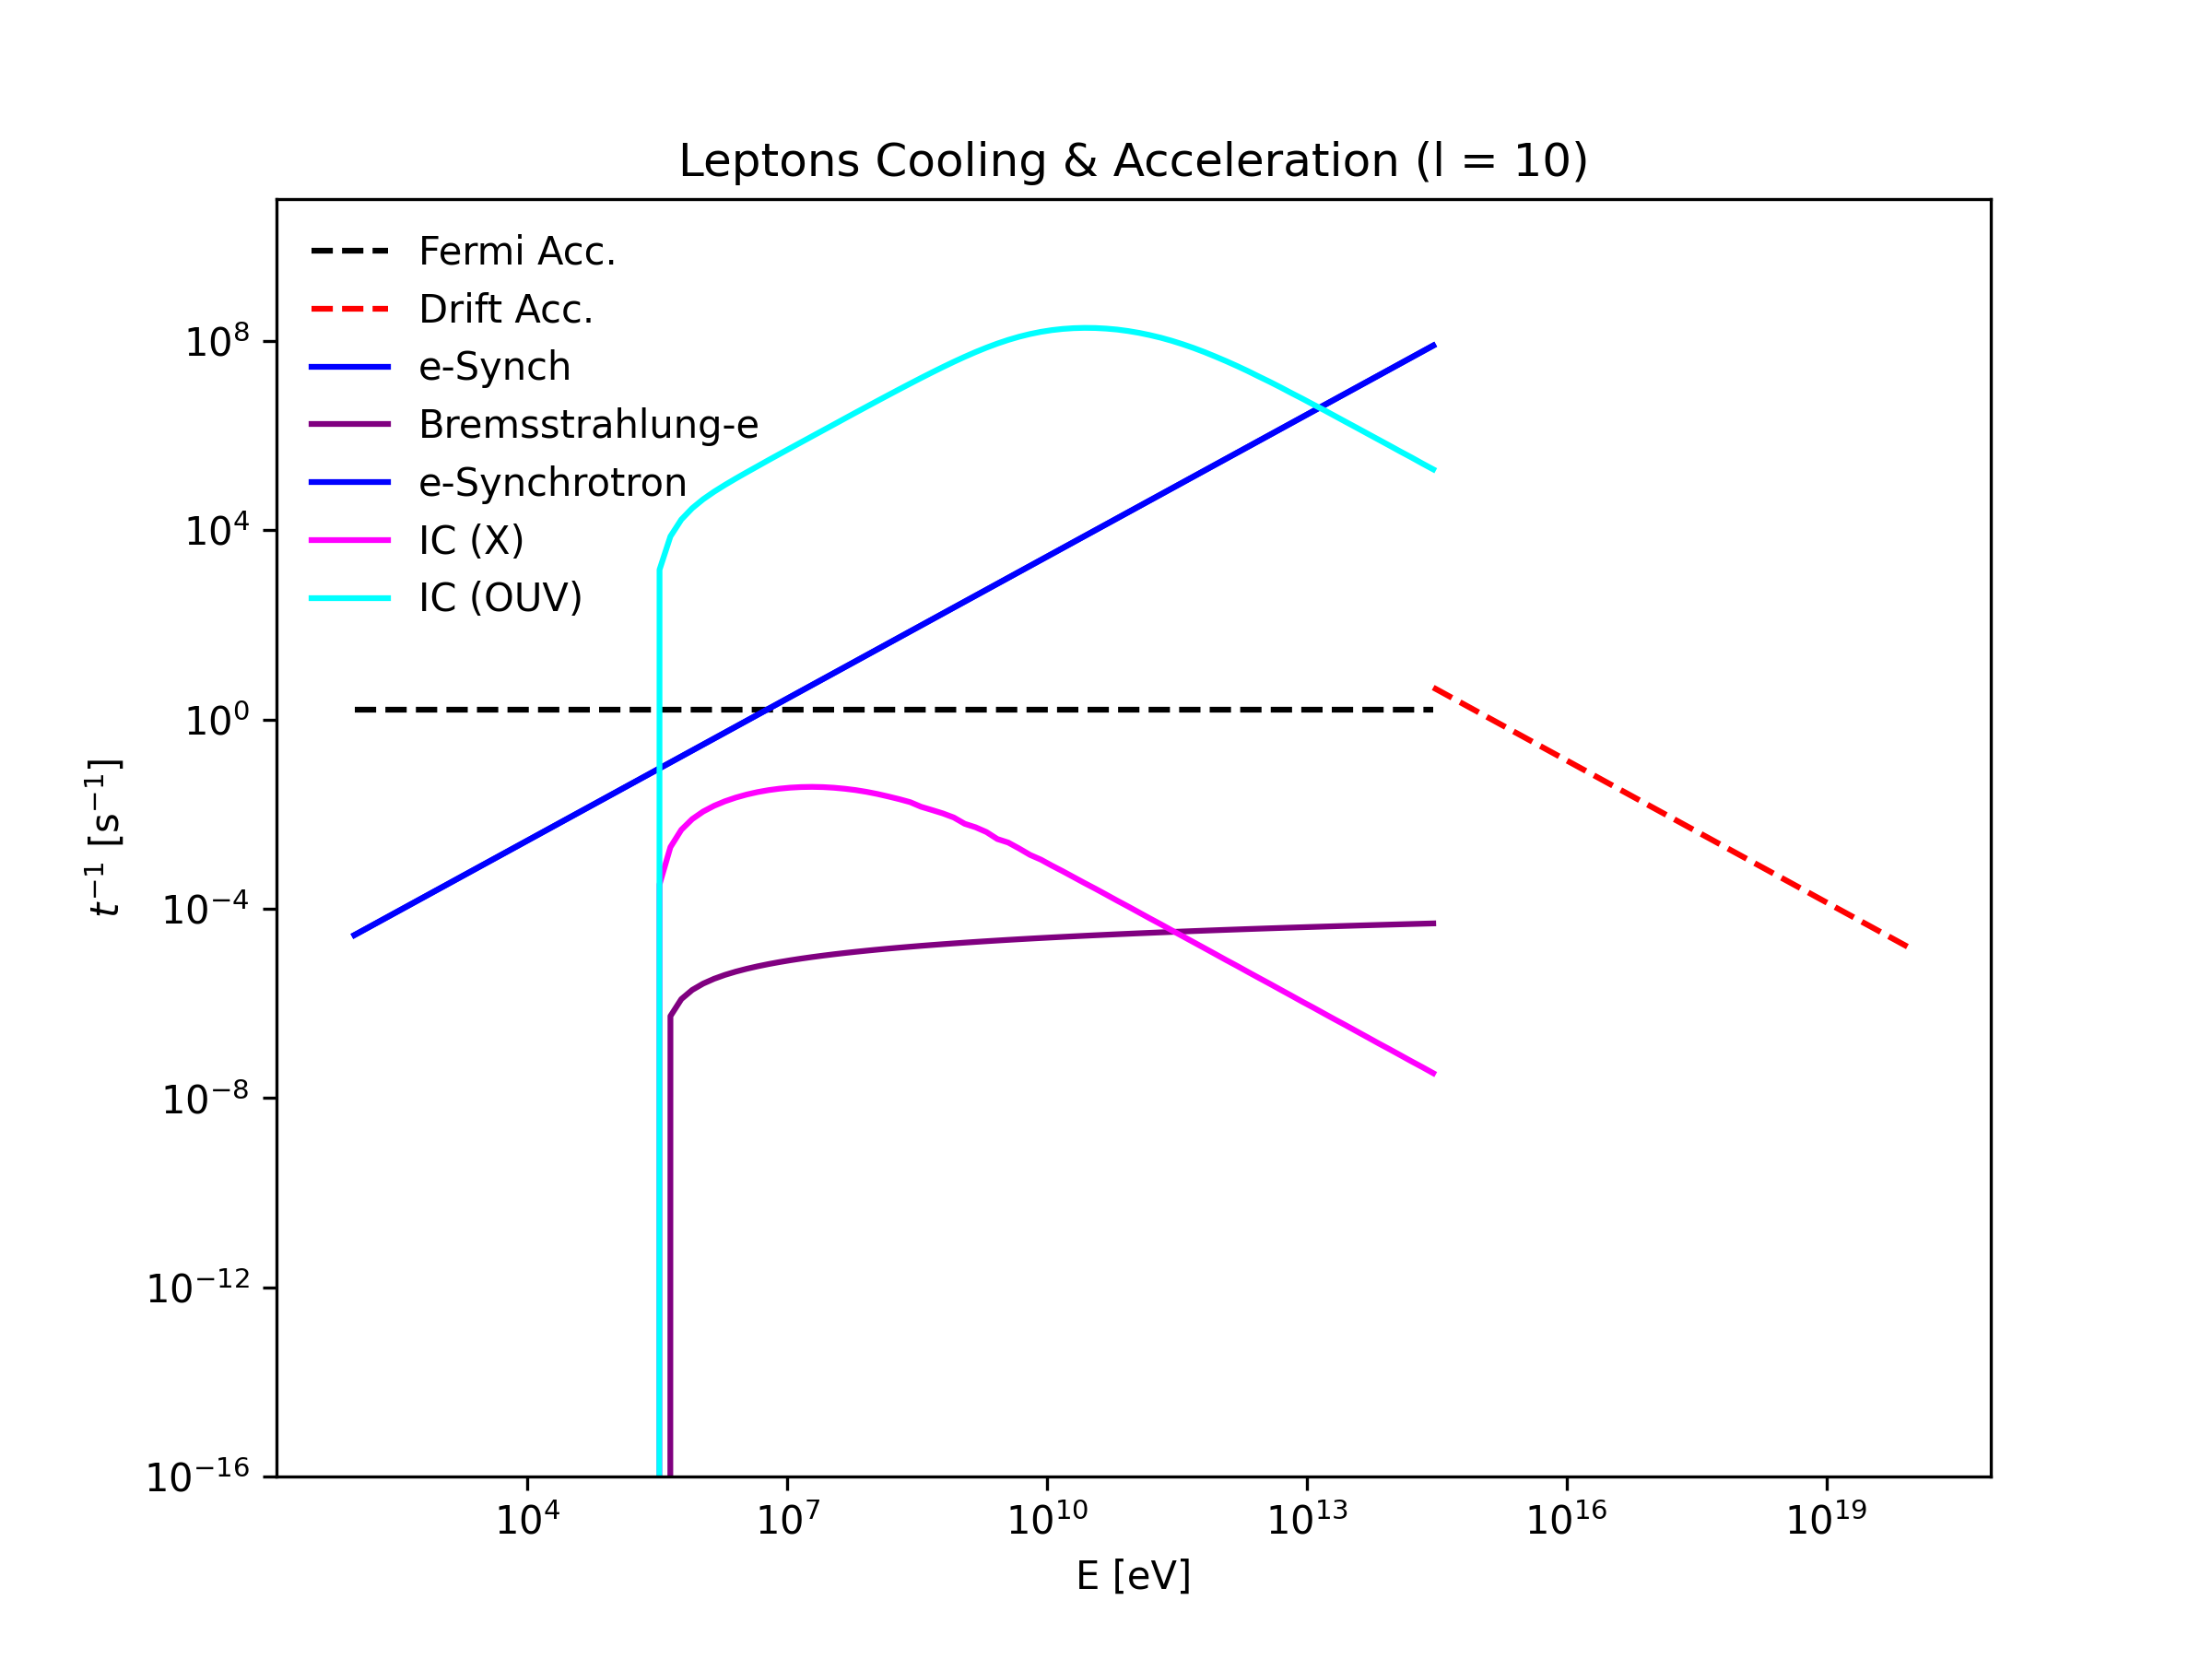 Leptons Cooling & Acceleration (l = 10)
Fermi Acc.
Drift Acc.
e-Synch
Bremsstrahlung-e
e-Synchrotron
IC (X)
IC (OUV)
10⁸
10⁴
10⁰
10⁻⁴
10⁻⁸
10⁻¹²
10⁻¹⁶
t⁻¹ [s⁻¹]
10⁴ 10⁷ 10¹⁰ 10¹³ 10¹⁶ 10¹⁹
E [eV]